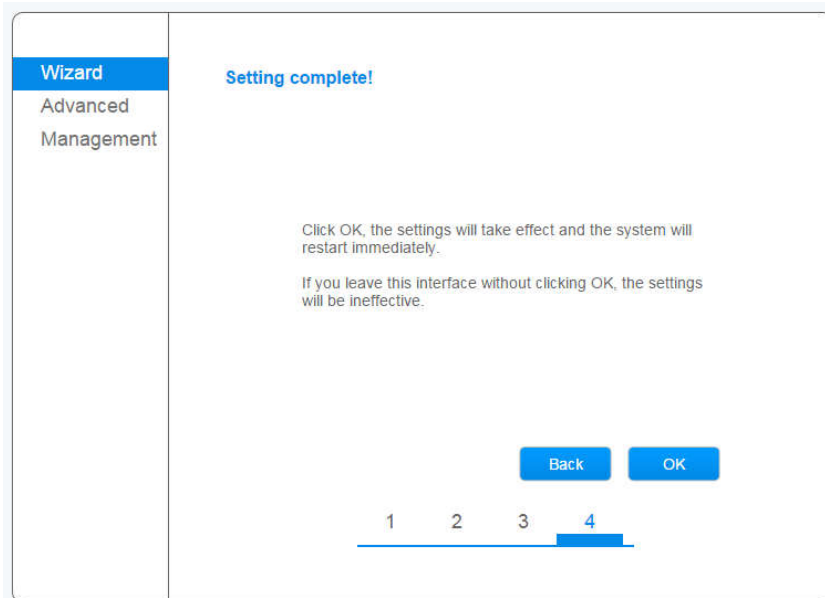 Wizard
Advanced
Management
Setting complete!
Click OK, the settings will take effect and the system will
restart immediately.
If you leave this interface without clicking OK, the settings
will be ineffective.
Back OK
1 2 3 4